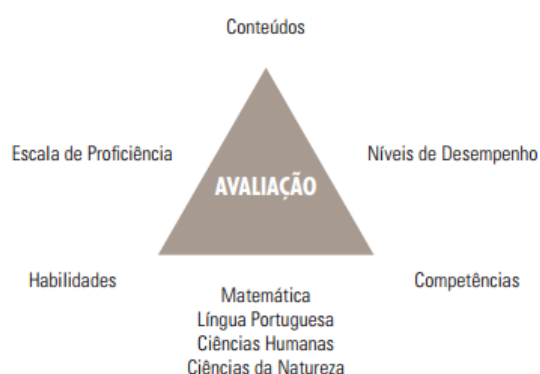 Conteúdos
Escala de Proficiência
Níveis de Desempenho
AVALIAÇÃO
Habilidades
Competências
Matemática
Língua Portuguesa
Ciências Humanas
Ciências da Natureza